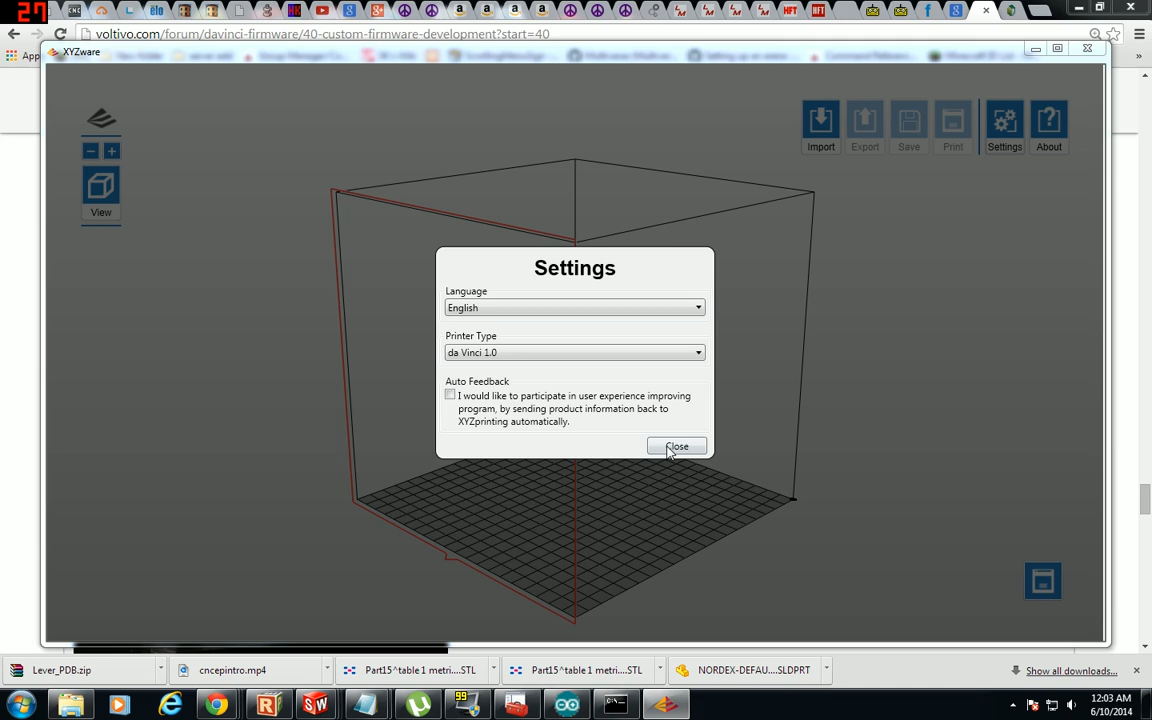 27
voltivo.com/forum/davinci-firmware/40-custom-firmware-development?start=40
XYZware
Import
Export
Save
Print
Settings
About
View
Settings
Language
English
Printer Type
da Vinci 1.0
Auto Feedback
I would like to participate in user experience improving
program, by sending product information back to
XYZprinting automatically.
Close
Lever_PDB.zip
cncepintro.mp4
Part15^table 1 metri....STL
Part15^table 1 metri....STL
NORDEX-DEFAU....SLDPRT
Show all downloads...
99
12:03 AM
6/10/2014